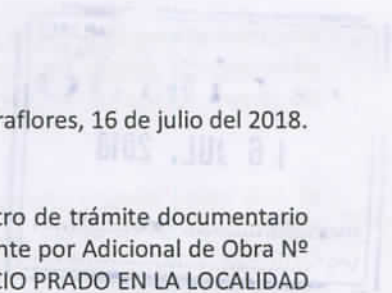 raflores, 16 de julio del 2018.
16 JUL. 2018
tro de trámite documentario
nte por Adicional de Obra Nº
CIO PRADO EN LA LOCALIDAD